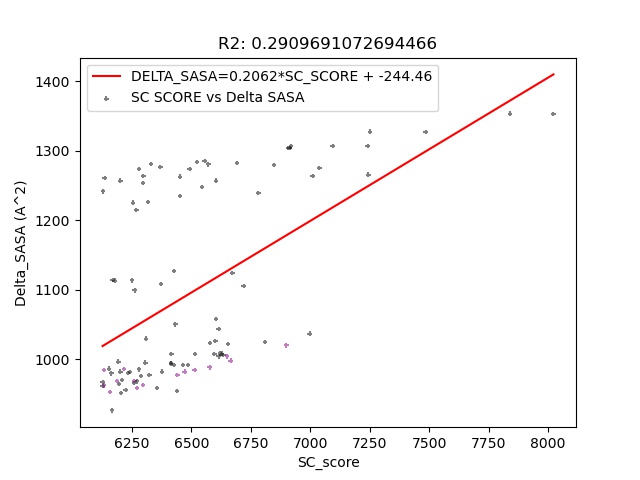 R2: 0.2909691072694466
DELTA_SASA=0.2062*SC_SCORE + -244.46
SC SCORE vs Delta SASA
Delta_SASA (A^2)
1400
1300
1200
1100
1000
6250 6500 6750 7000 7250 7500 7750 8000
SC_score